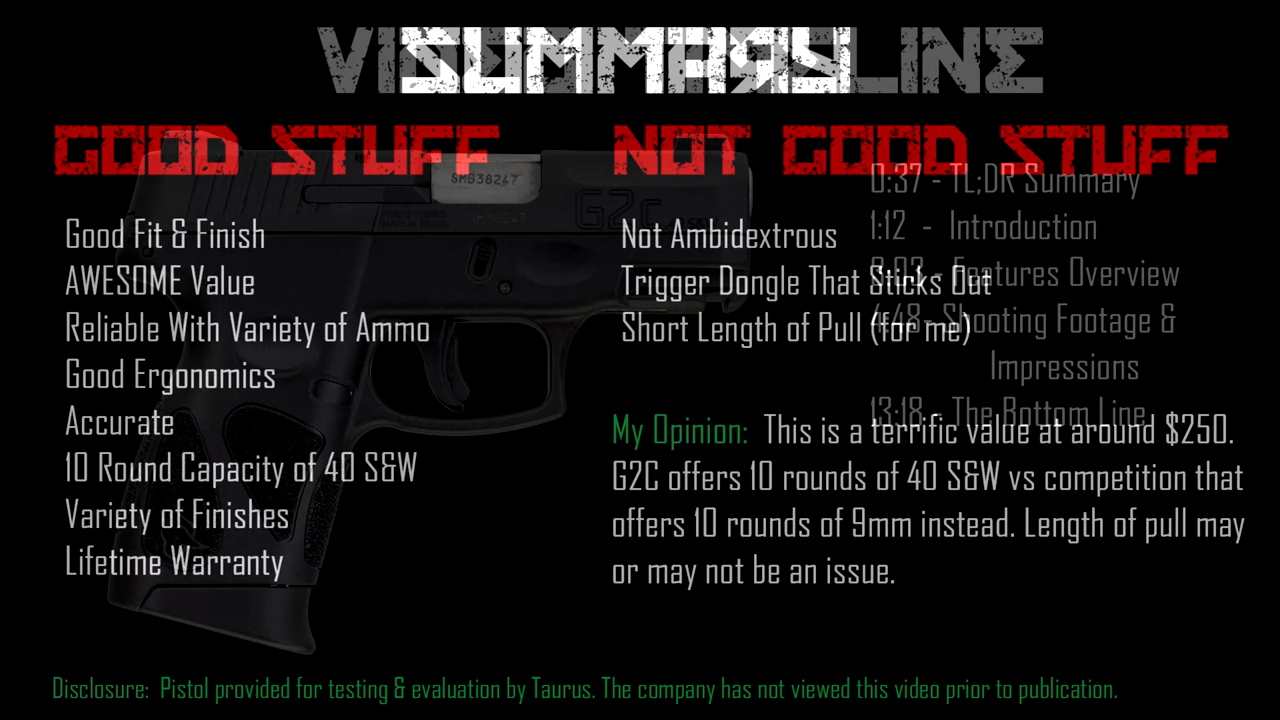 SUMMARY
GOOD STUFF
Good Fit & Finish
AWESOME Value
Reliable With Variety of Ammo
Good Ergonomics
Accurate
10 Round Capacity of 40 S&W
Variety of Finishes
Lifetime Warranty
NOT GOOD STUFF
Not Ambidextrous
Trigger Dongle That Sticks Out
Short Length of Pull (for me)
My Opinion: This is a terrific value at around $250.
G2C offers 10 rounds of 40 S&W vs competition that
offers 10 rounds of 9mm instead. Length of pull may
or may not be an issue.
0:37 - TL;DR Summary
1:12 - Introduction
Features Overview
Shooting Footage &
Impressions
13:18 - The Bottom Line
SMB38247
G2C 40 S&W
Disclosure: Pistol provided for testing & evaluation by Taurus. The company has not viewed this video prior to publication.